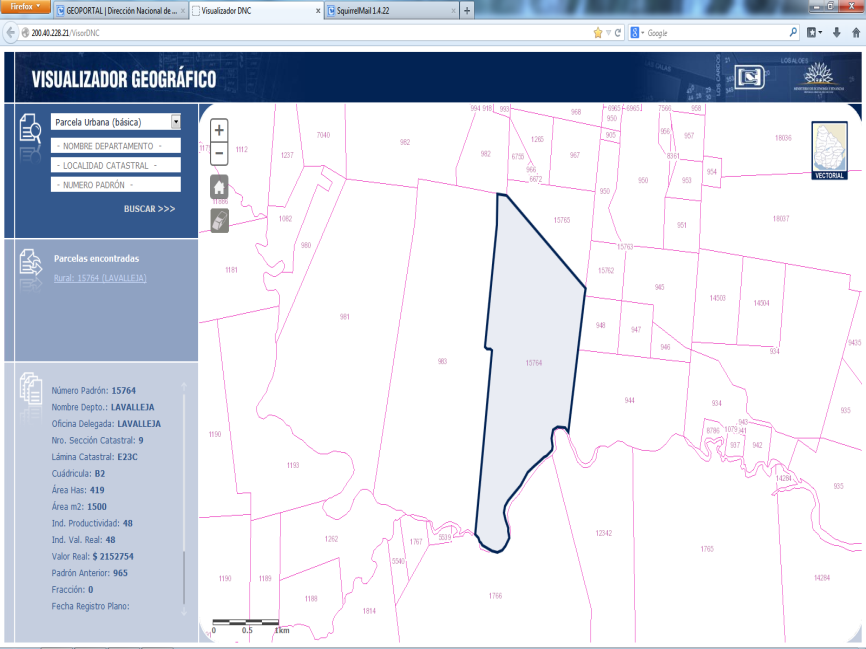 Firefox
GEOPORTAL | Dirección Nacional de ...
Visualizador DNC
SquirrelMail 1.4.22
200.40.228.21/VisorDNC
Google
VISUALIZADOR GEOGRÁFICO
Parcela Urbana (básica)
- NOMBRE DEPARTAMENTO -
- LOCALIDAD CATASTRAL -
- NUMERO PADRÓN -
BUSCAR >>>
Parcelas encontradas
Rural: 15764 (LAVALLEJA)
Número Padrón: 15764
Nombre Depto.: LAVALLEJA
Oficina Delegada: LAVALLEJA
Nro. Sección Catastral: 9
Lámina Catastral: E23C
Cuádricula: B2
Área Has: 419
Área m2: 1500
Ind. Productividad: 48
Ind. Val. Real: 48
Valor Real: $ 2152754
Padrón Anterior: 965
Fracción: 0
Fecha Registro Plano:
VECTORIAL
994 918 993
968
6965
6965
7566
958
950
905
956
957
18036
1112
1237
7040
982
982
1265
6755
967
8361
966
6672
954
950
950
953
11866
1082
15765
951
18037
980
15763
1181
15762
945
14503
14504
981
948
947
983
946
934
9435
15764
944
934
935
943
8786
1079
941
937
942
1190
1193
14284
935
1262
1767
5539
12342
1765
5540
1190
1189
14284
1188
1766
1814
0 0.5 1km